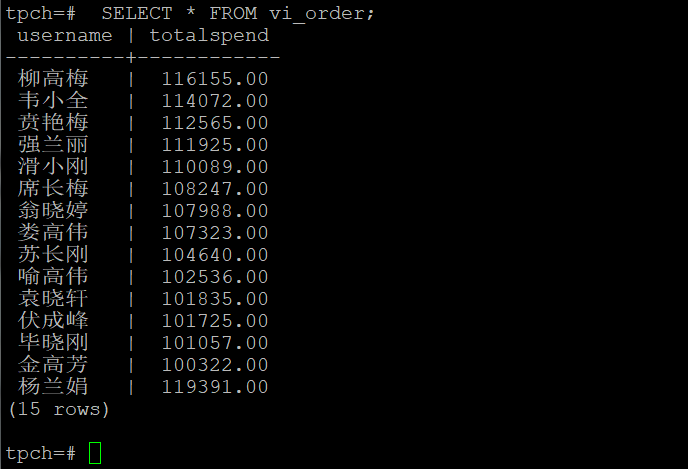 tpch=#  SELECT * FROM vi_order;
 username | totalspend
----------+------------
 柳高梅   |  116155.00
 韦小全   |  114072.00
 贲艳梅   |  112565.00
 强兰丽   |  111925.00
 滑小刚   |  110089.00
 席长梅   |  108247.00
 翁晓婷   |  107988.00
 娄高伟   |  107323.00
 苏长刚   |  104640.00
 喻高伟   |  102536.00
 袁晓轩   |  101835.00
 伏成峰   |  101725.00
 毕晓刚   |  101057.00
 金高芳   |  100322.00
 杨兰娟   |  119391.00
(15 rows)
tpch=#